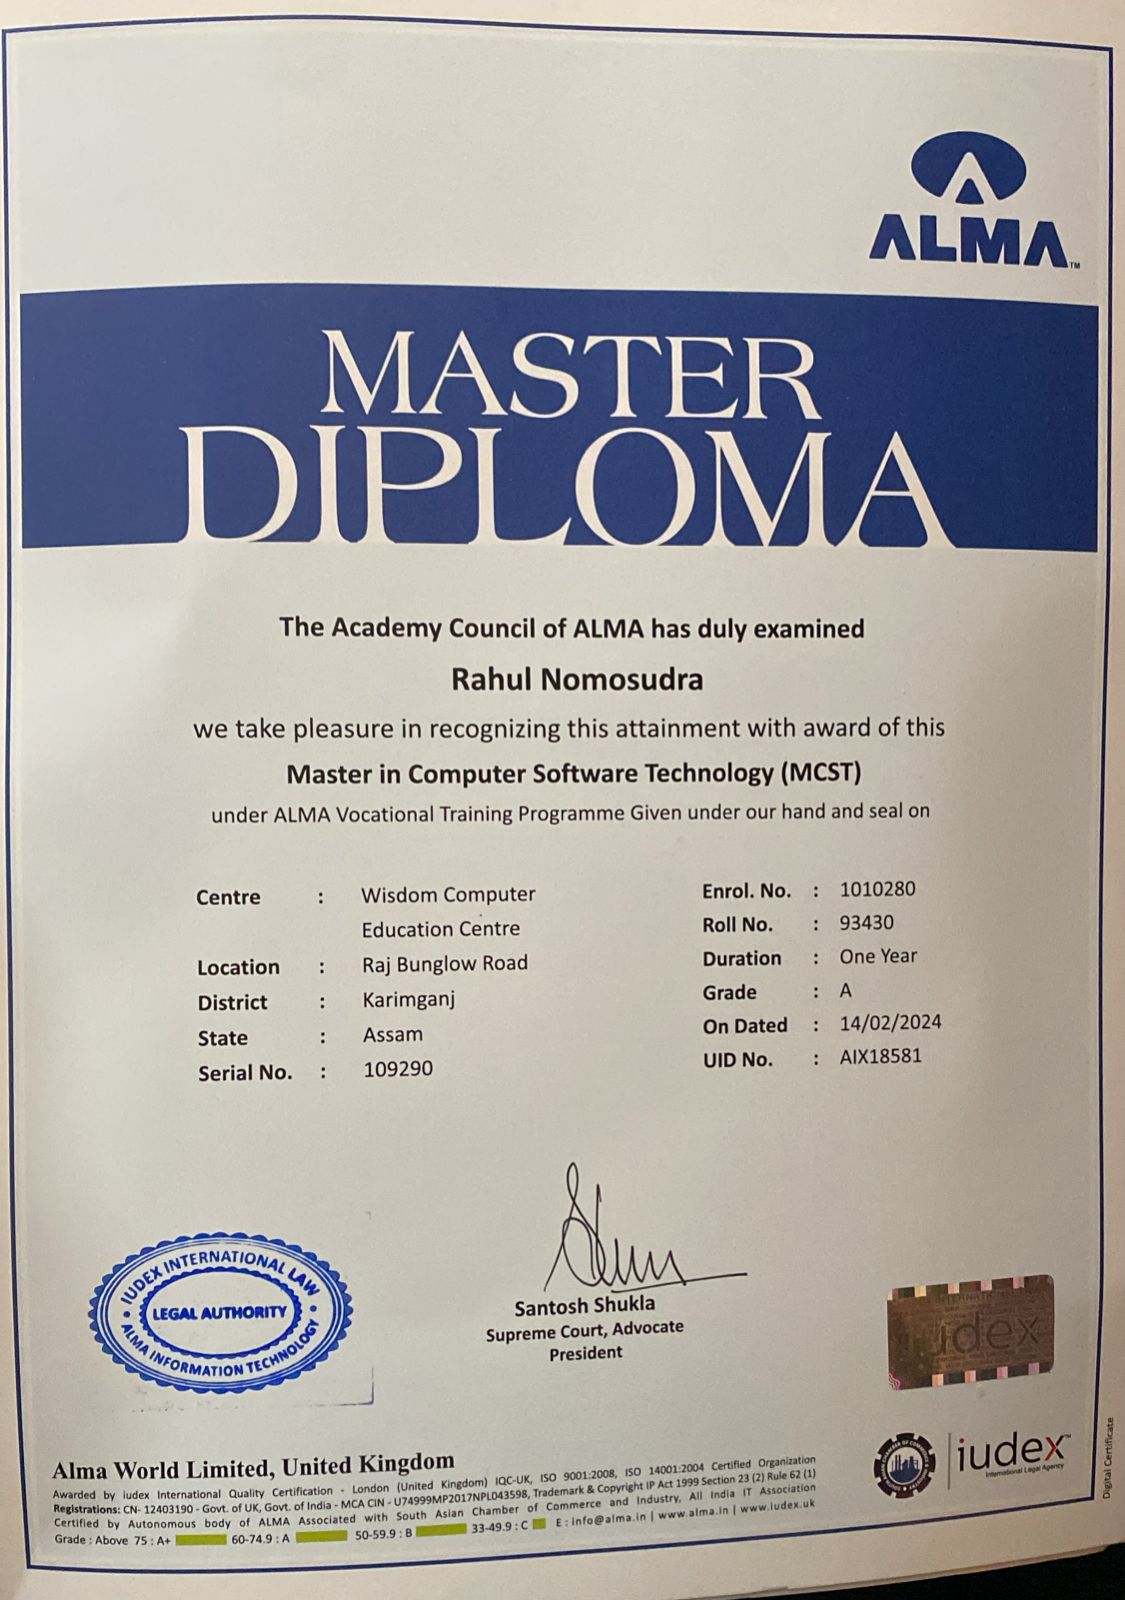 ALMA™
MASTER
DIPLOMA
The Academy Council of ALMA has duly examined
Rahul Nomosudra
we take pleasure in recognizing this attainment with award of this
Master in Computer Software Technology (MCST)
under ALMA Vocational Training Programme Given under our hand and seal on
Centre : Wisdom Computer
Education Centre
Location : Raj Bunglow Road
District : Karimganj
State : Assam
Serial No. : 109290
Enrol. No. : 1010280
Roll No. : 93430
Duration : One Year
Grade : A
On Dated : 14/02/2024
UID No. : AIX18581
IUDEX INTERNATIONAL LAW
LEGAL AUTHORITY
ALMA INFORMATION TECHNOLOGY
Santosh Shukla
Supreme Court, Advocate
President
iudex
iudex™
International Legal Agency
Digital Certificate
Alma World Limited, United Kingdom
Awarded by iudex International Quality Certification - London (United Kingdom) IQC-UK, ISO 9001:2008, ISO 14001:2004 Certified Organization
Registrations: CN- 12403190 - Govt. of UK, Govt. of India - MCA CIN - U74999MP2017NPL043598, Trademark & Copyright IP Act 1999 Section 23 (2) Rule 62 (1)
Certified by Autonomous body of ALMA Associated with South Asian Chamber of Commerce and Industry, All India IT Association
Grade : Above 75 : A+ 60-74.9 : A 50-59.9 : B 33-49.9 : C E : info@alma.in | www.alma.in | www.iudex.uk